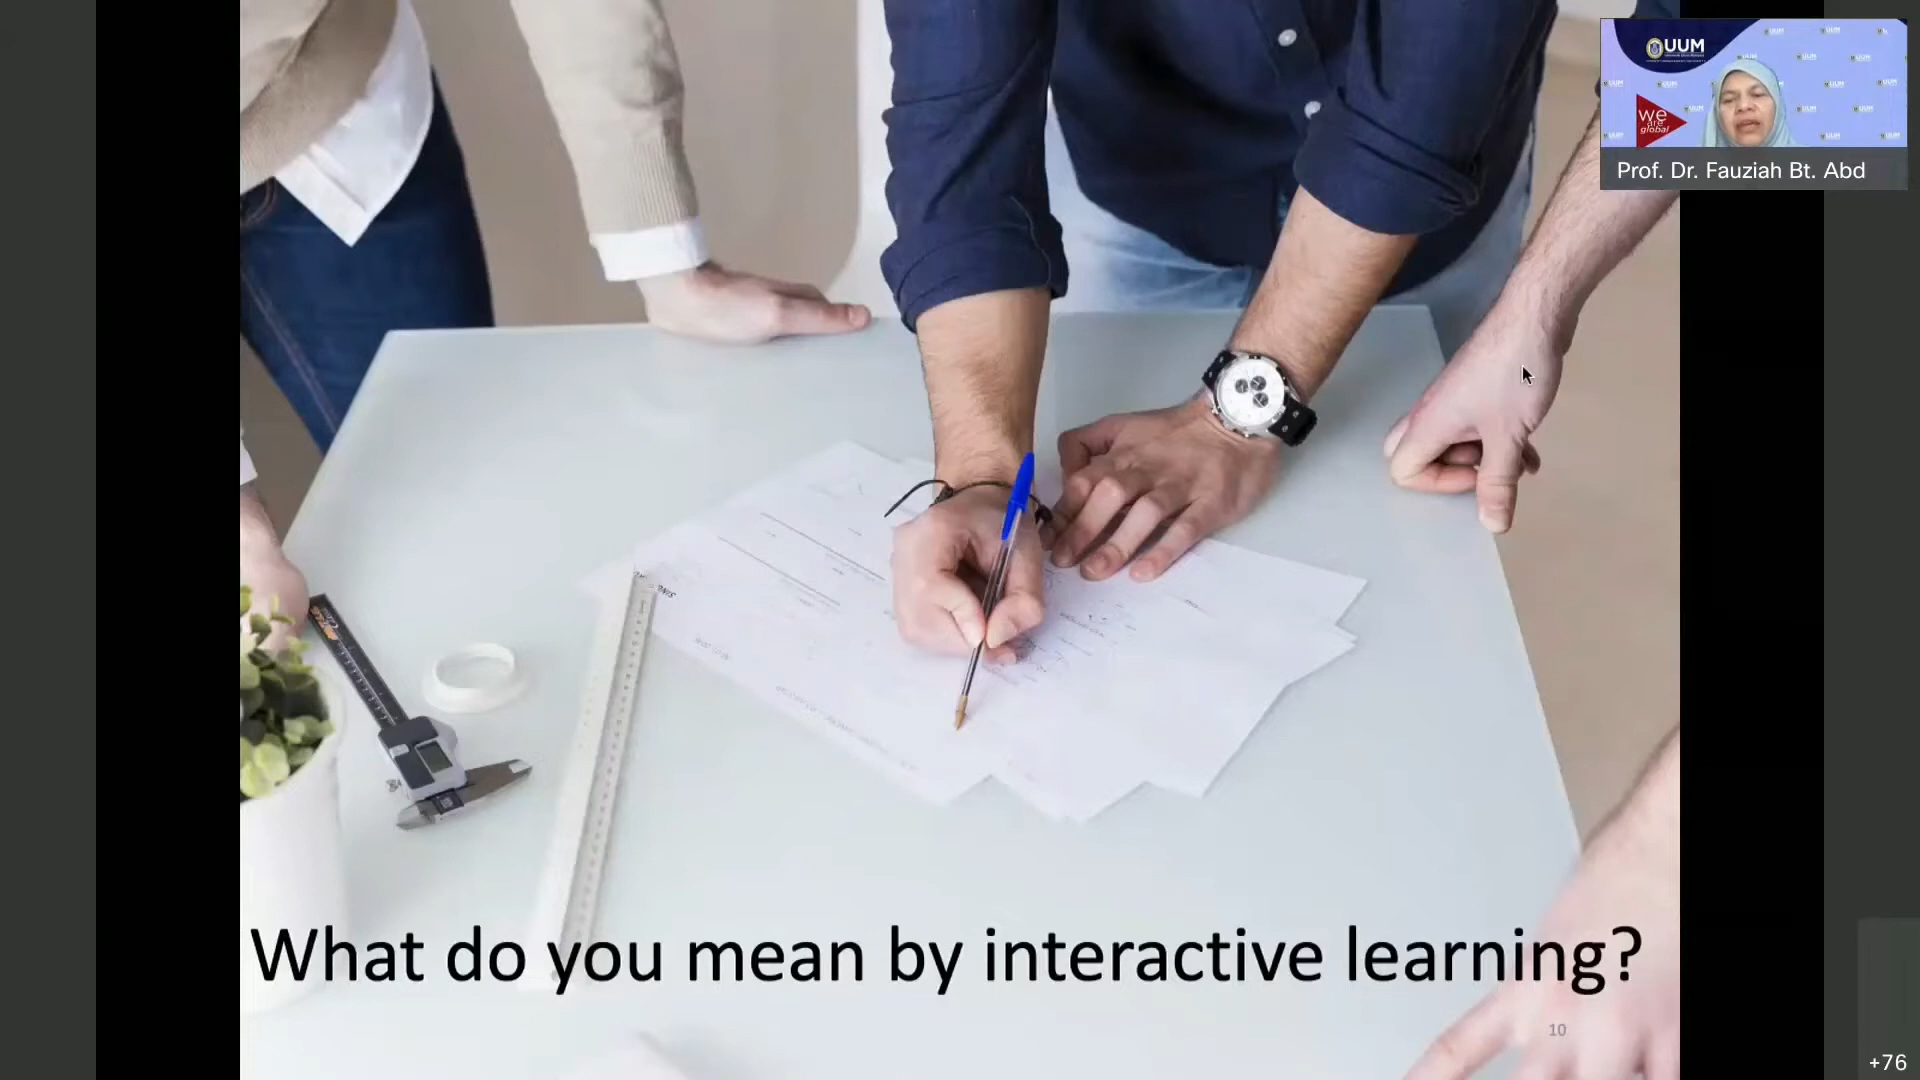 UUM
we
are
global
Prof. Dr. Fauziah Bt. Abd
What do you mean by interactive learning?
10
+76